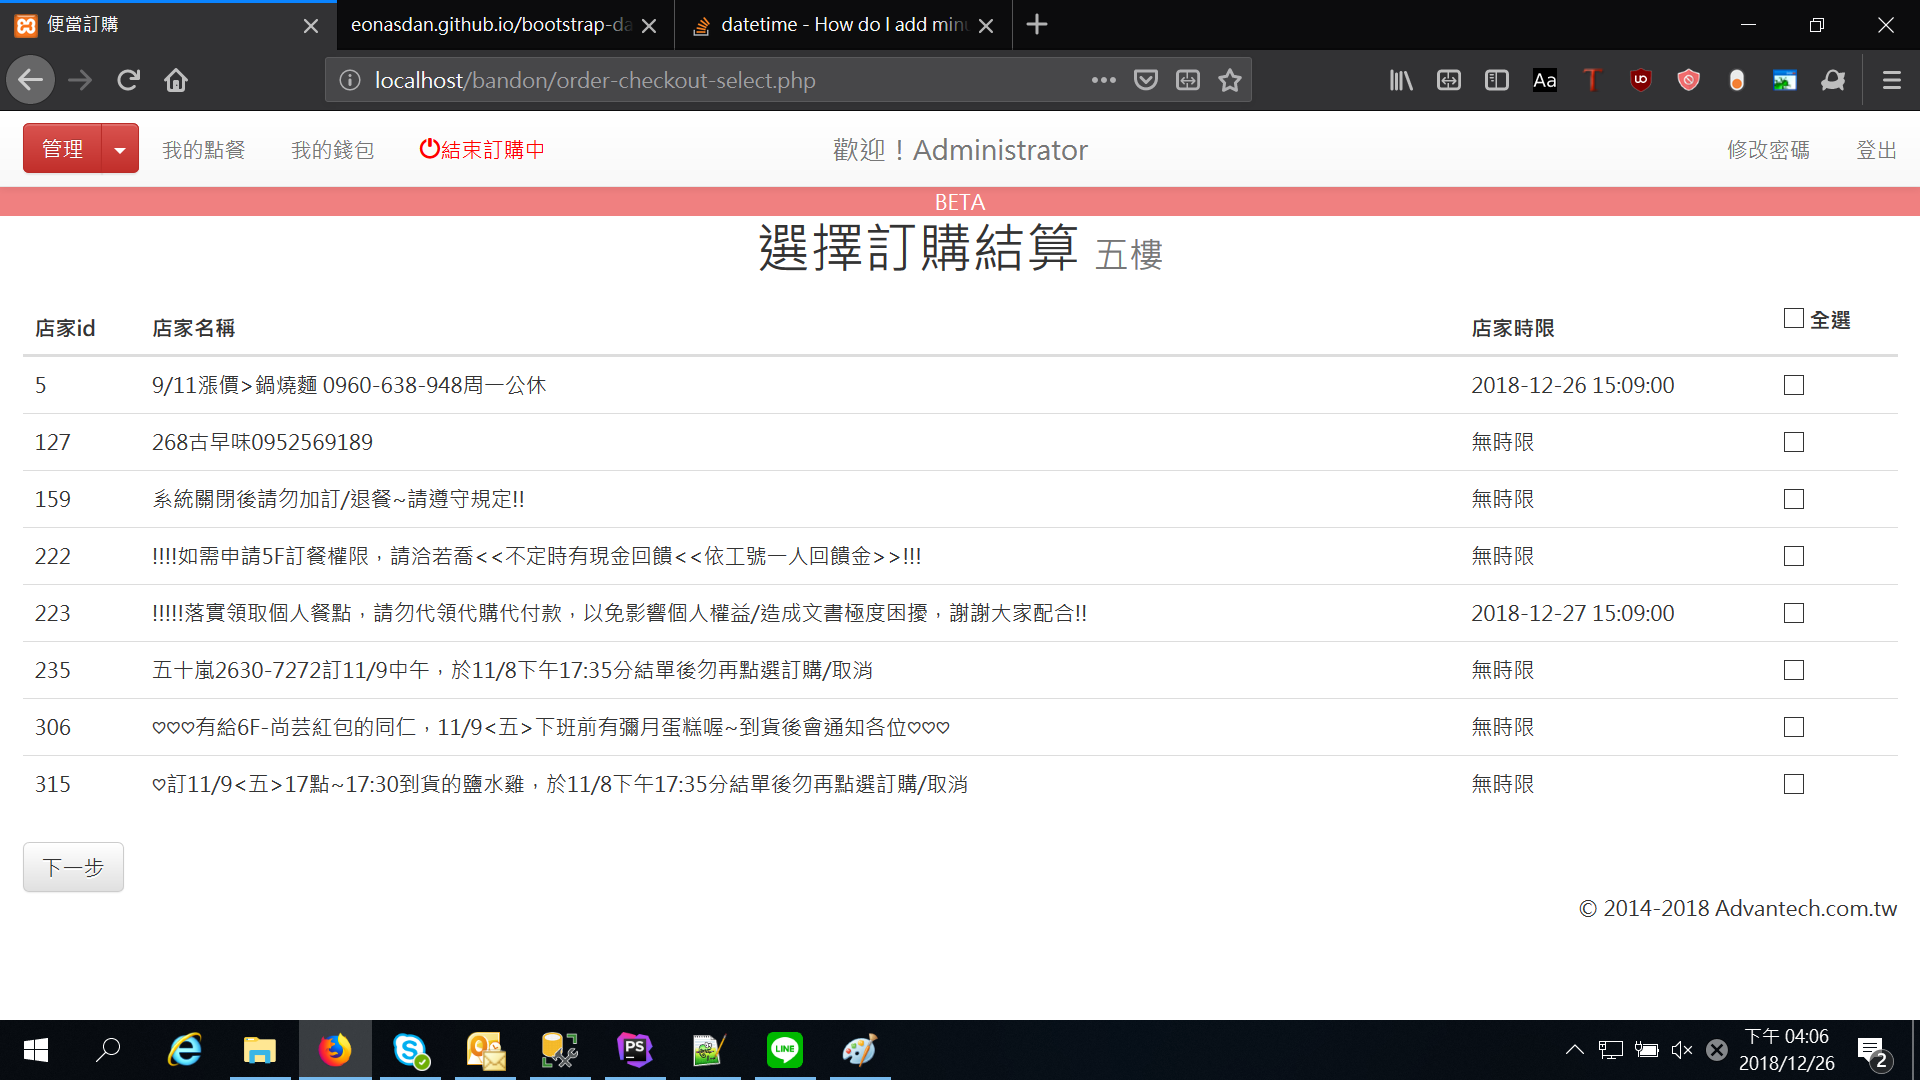 便當訂購
eonasdan.github.io/bootstrap-da
datetime - How do I add minu
localhost/bandon/order-checkout-select.php
管理 我的點餐 我的錢包 結束訂購中 歡迎！Administrator 修改密碼 登出
BETA
選擇訂購結算 五樓
店家id 店家名稱 店家時限 全選
5 9/11漲價>鍋燒麵 0960-638-948周一公休 2018-12-26 15:09:00
127 268古早味0952569189 無時限
159 系統關閉後請勿加訂/退餐~請遵守規定!! 無時限
222 !!!!如需申請5F訂餐權限，請洽若喬<<不定時有現金回饋<<依工號一人回饋金>>!!! 無時限
223 !!!!!落實領取個人餐點，請勿代領代購代付款，以免影響個人權益/造成文書極度困擾，謝謝大家配合!! 2018-12-27 15:09:00
235 五十嵐2630-7272訂11/9中午，於11/8下午17:35分結單後勿再點選訂購/取消 無時限
306 ♡♡♡有給6F-尚芸紅包的同仁，11/9<五>下班前有彌月蛋糕喔~到貨後會通知各位♡♡♡ 無時限
315 ♡訂11/9<五>17點~17:30到貨的鹽水雞，於11/8下午17:35分結單後勿再點選訂購/取消 無時限
下一步
© 2014-2018 Advantech.com.tw
下午 04:06
2018/12/26
2